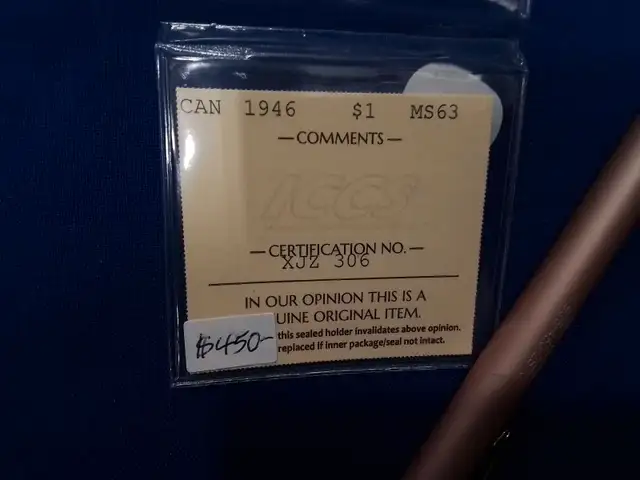 CAN 1946 $1 MS63
—COMMENTS—
ICCS
—CERTIFICATION NO.—
XJZ 306
IN OUR OPINION THIS IS A
UINE ORIGINAL ITEM.
this sealed holder invalidates above opinion.
replaced if inner package/seal not intact.
$450-